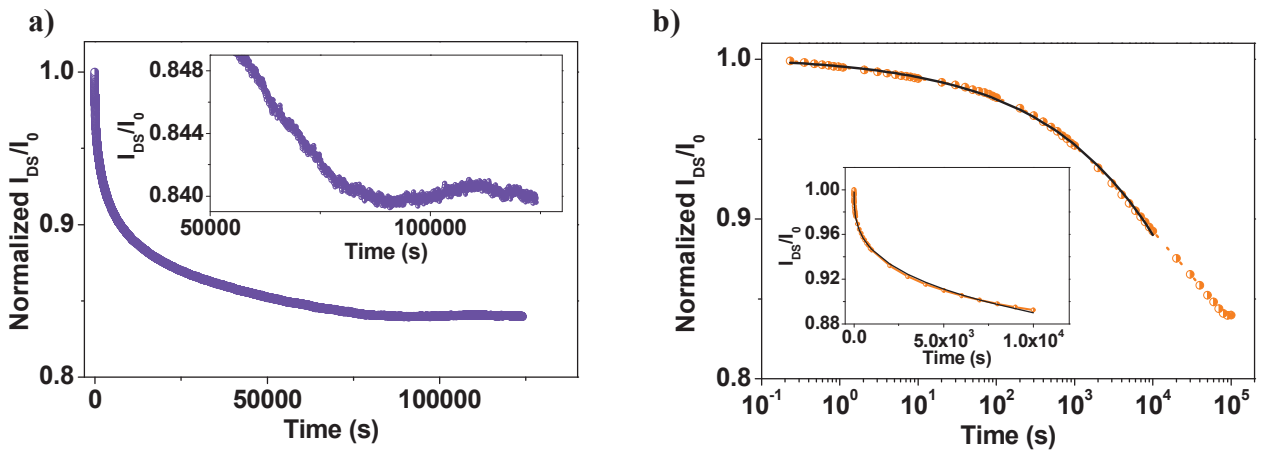 a)
Normalized I_DS/I_0
1.0
0.9
0.8
0
50000
100000
Time (s)
I_DS/I_0
0.848
0.844
0.840
50000
100000
Time (s)
b)
Normalized I_DS/I_0
1.0
0.9
0.8
10^-1
10^0
10^1
10^2
10^3
10^4
10^5
Time (s)
I_DS/I_0
1.00
0.96
0.92
0.88
0.0
5.0x10^3
1.0x10^4
Time (s)